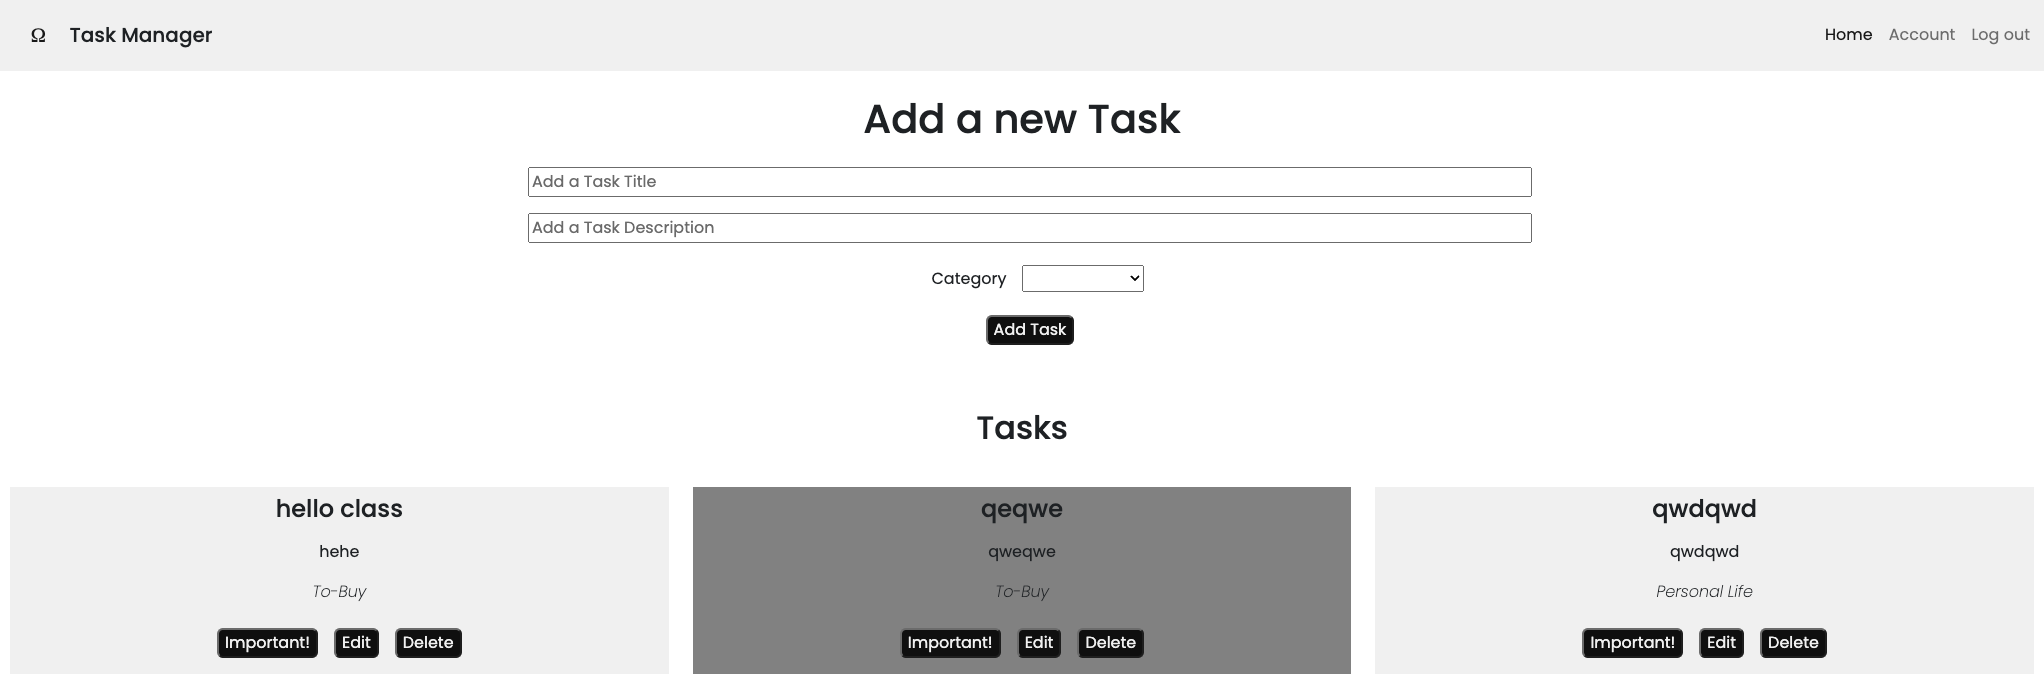 Ω Task Manager Home Account Log out
Add a new Task
Add a Task Title
Add a Task Description
Category
Add Task
Tasks
hello class
hehe
To-Buy
Important! Edit Delete
qeqwe
qweqwe
To-Buy
Important! Edit Delete
qwdqwd
qwdqwd
Personal Life
Important! Edit Delete